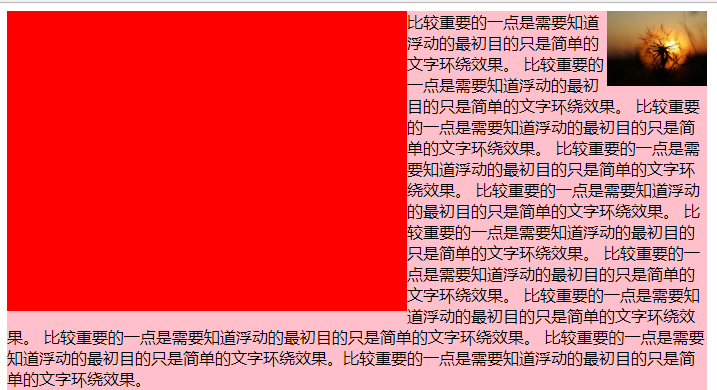 比较重要的一点是需要知道
浮动的最初目的只是简单的
文字环绕效果。 比较重要的
一点是需要知道浮动的最初
目的只是简单的文字环绕效果。 比较重要
的一点是需要知道浮动的最初目的只是简
单的文字环绕效果。 比较重要的一点是需
要知道浮动的最初目的只是简单的文字环
绕效果。 比较重要的一点是需要知道浮动
的最初目的只是简单的文字环绕效果。 比
较重要的一点是需要知道浮动的最初目的
只是简单的文字环绕效果。 比较重要的一
点是需要知道浮动的最初目的只是简单的
文字环绕效果。 比较重要的一点是需要知
道浮动的最初目的只是简单的文字环绕效
果。 比较重要的一点是需要知道浮动的最初目的只是简单的文字环绕效果。 比较重要的一点是需要
知道浮动的最初目的只是简单的文字环绕效果。比较重要的一点是需要知道浮动的最初目的只是简
单的文字环绕效果。